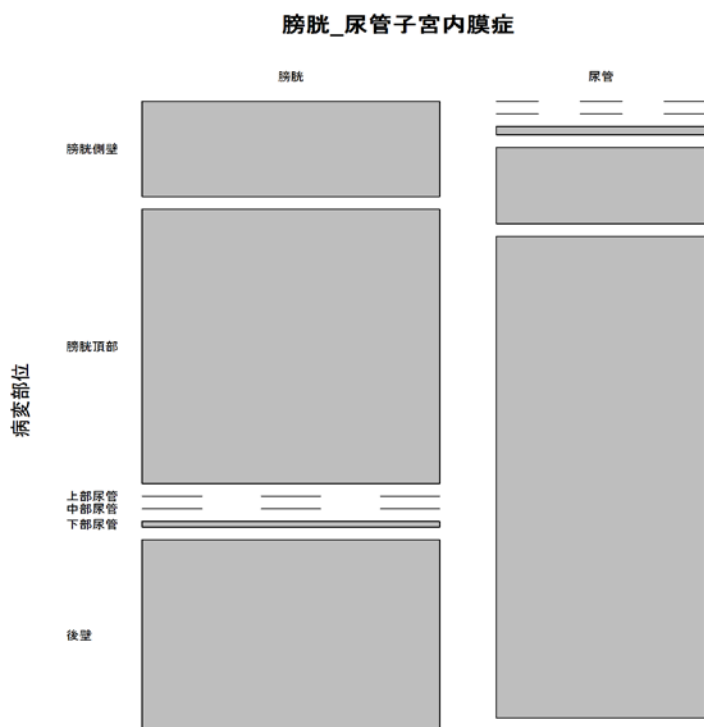 膀胱_尿管子宮内膜症
膀胱
尿管
膀胱側壁
膀胱頂部
病変部位
上部尿管
中部尿管
下部尿管
後壁